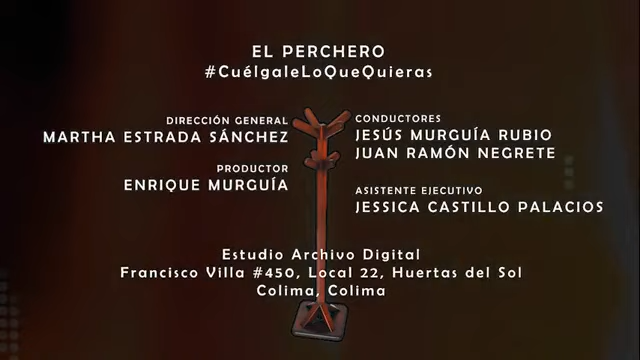 EL PERCHERO
#CuélgaleLoQueQuieras
DIRECCIÓN GENERAL
MARTHA ESTRADA SÁNCHEZ
PRODUCTOR
ENRIQUE MURGUÍA
CONDUCTORES
JESÚS MURGUÍA RUBIO
JUAN RAMÓN NEGRETE
ASISTENTE EJECUTIVO
JESSICA CASTILLO PALACIOS
Estudio Archivo Digital
Francisco Villa #450, Local 22, Huertas del Sol
Colima, Colima